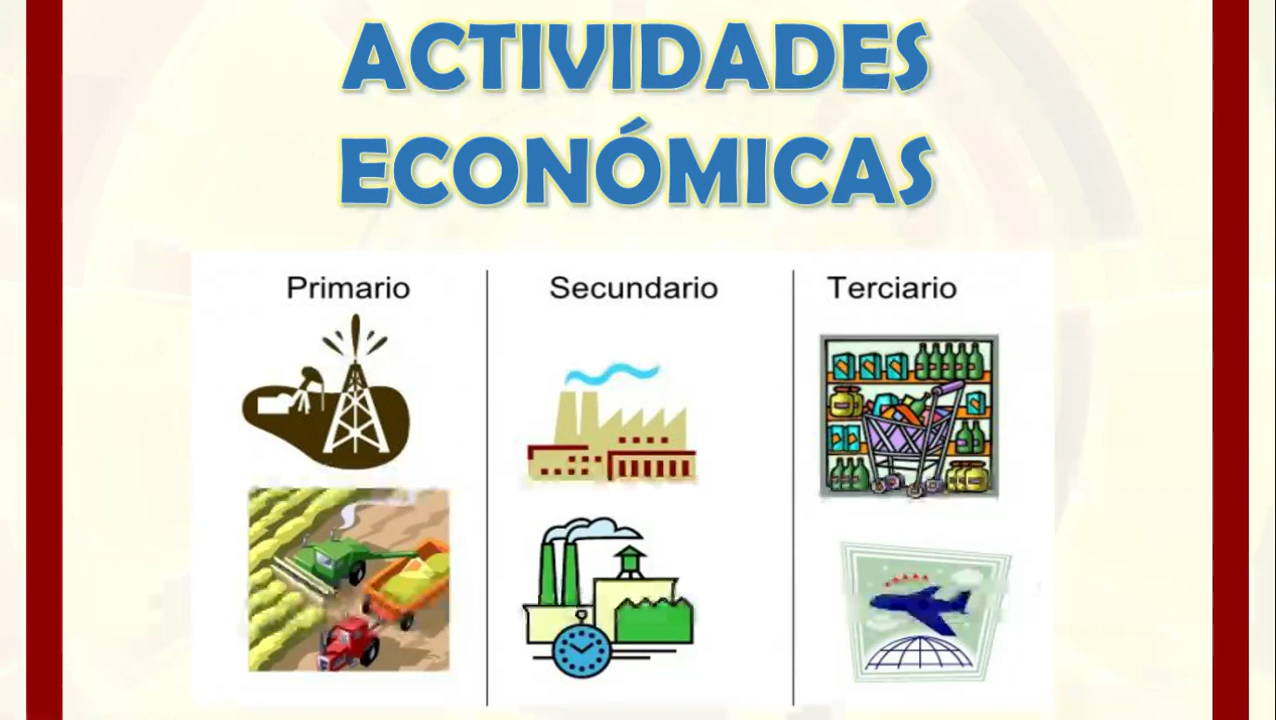 ACTIVIDADES
ECONÓMICAS
Primario
Secundario
Terciario